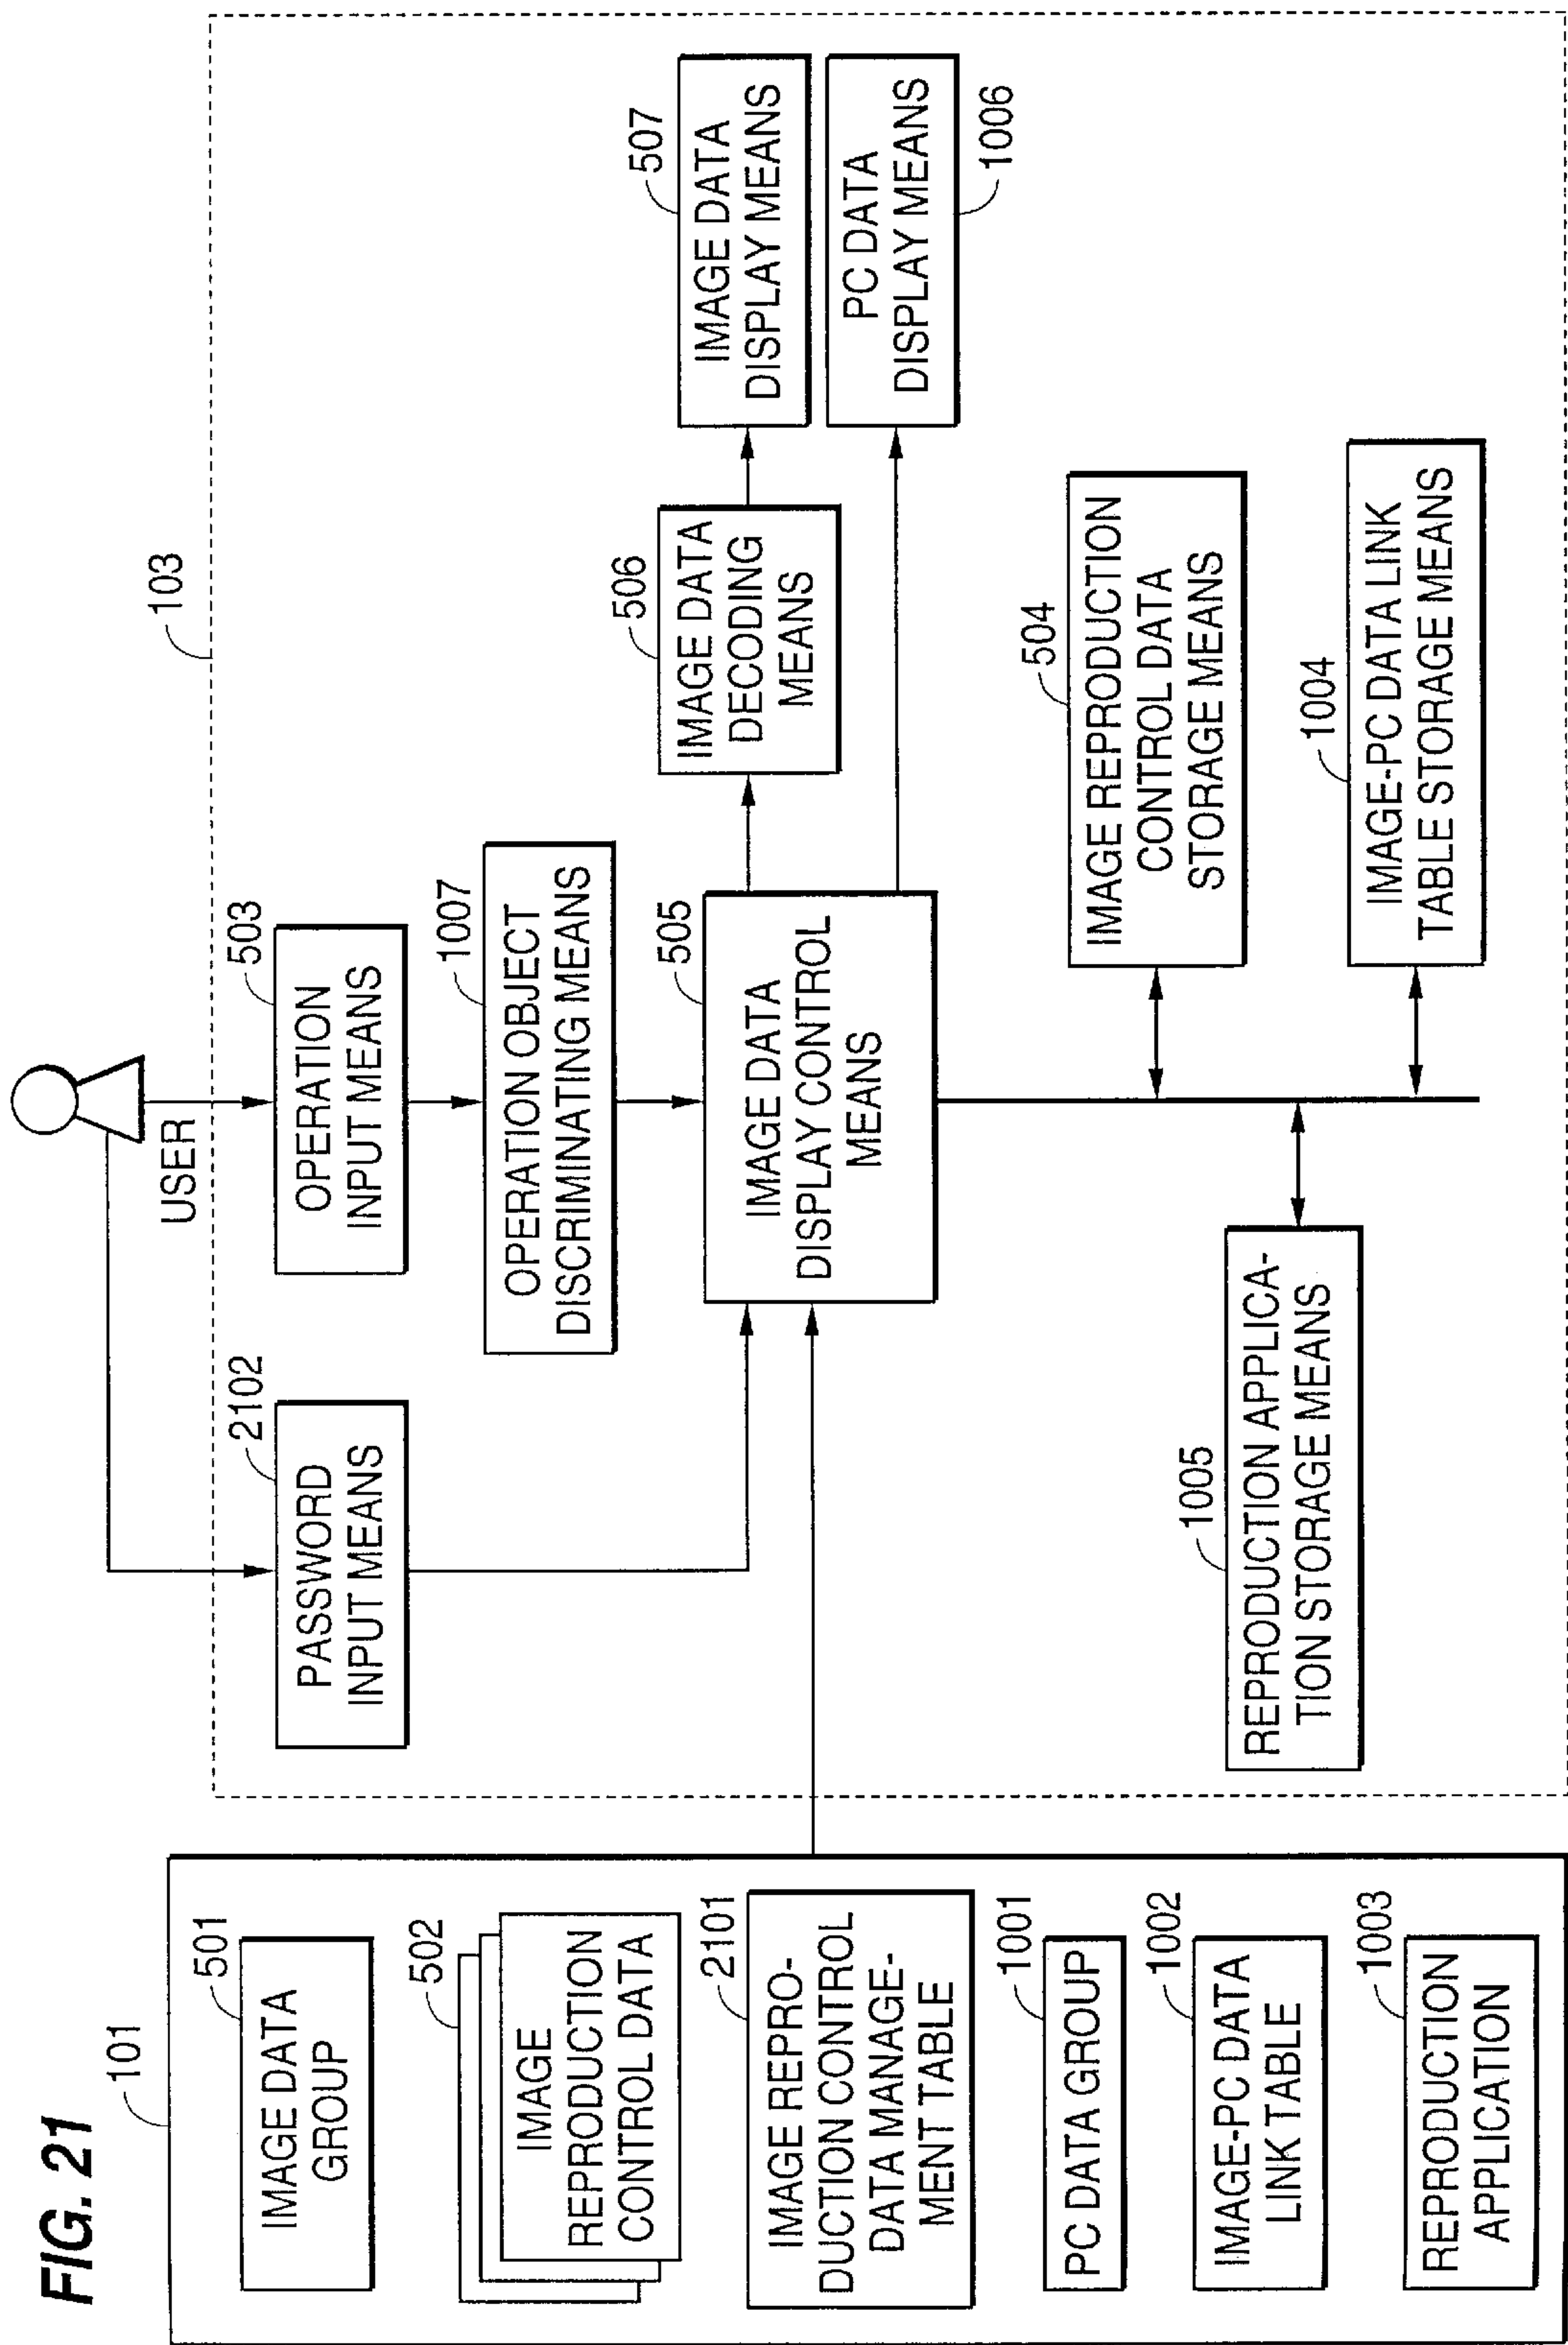 FIG. 21
101
501
IMAGE DATA
GROUP
502
IMAGE
REPRODUCTION
CONTROL DATA
2101
IMAGE REPRO-
DUCTION CONTROL
DATA MANAGE-
MENT TABLE
1001
PC DATA GROUP
1002
IMAGE-PC DATA
LINK TABLE
1003
REPRODUCTION
APPLICATION
USER
103
2102
PASSWORD
INPUT MEANS
503
OPERATION
INPUT MEANS
1007
OPERATION OBJECT
DISCRIMINATING MEANS
505
IMAGE DATA
DISPLAY CONTROL
MEANS
506
IMAGE DATA
DECODING
MEANS
507
IMAGE DATA
DISPLAY MEANS
PC DATA
DISPLAY MEANS
1006
504
IMAGE REPRODUCTION
CONTROL DATA
STORAGE MEANS
1004
IMAGE-PC DATA LINK
TABLE STORAGE MEANS
1005
REPRODUCTION APPLICA-
TION STORAGE MEANS